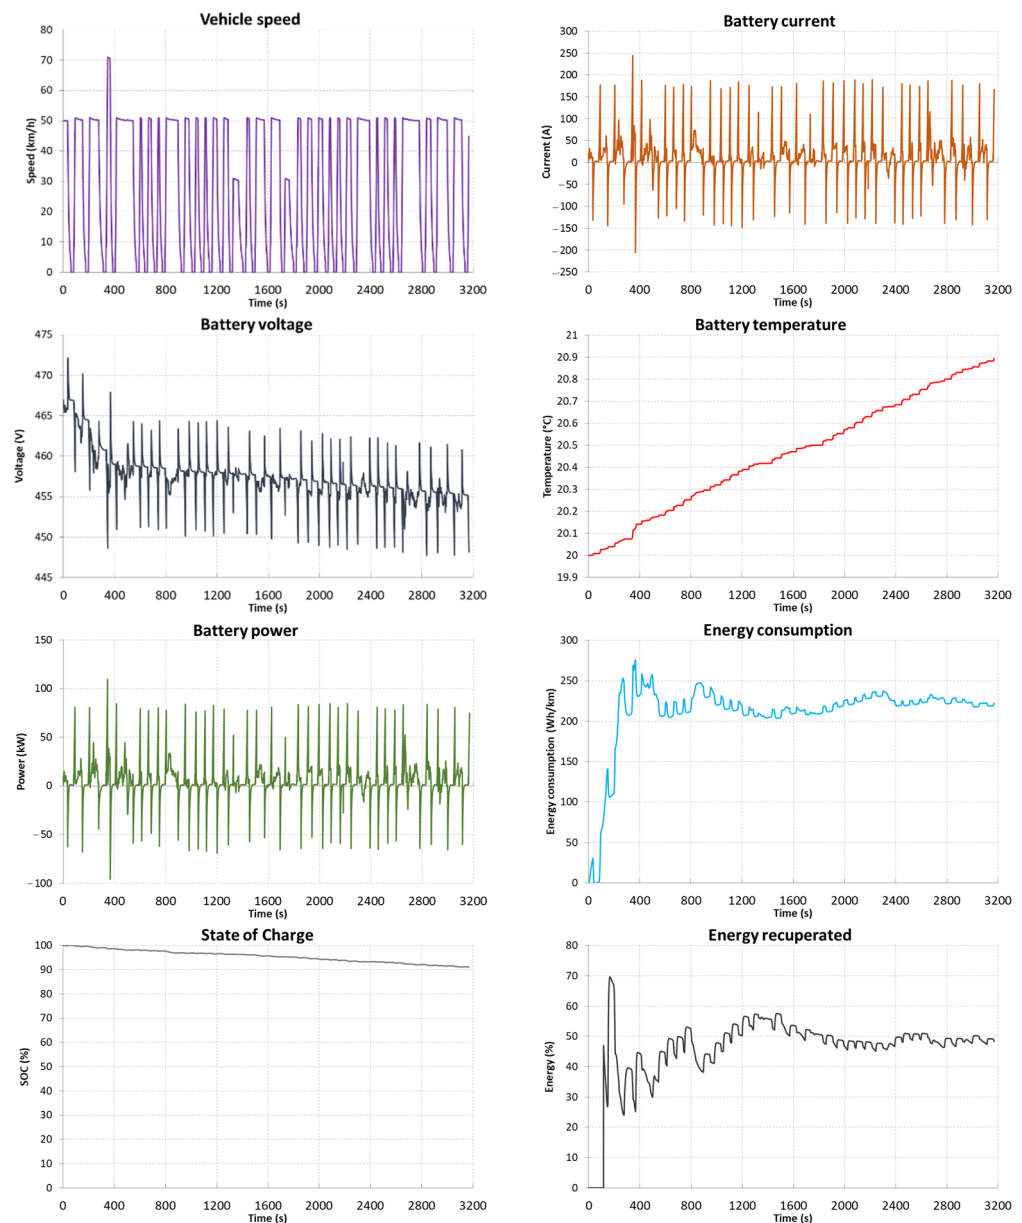 Vehicle speed
Speed (km/h)
80
70
60
50
40
30
20
10
0
0 400 800 1200 1600 2000 2400 2800 3200
Time (s)
Battery current
Current (A)
300
250
200
150
100
50
0
−50
−100
−150
−200
−250
0 400 800 1200 1600 2000 2400 2800 3200
Time (s)
Battery voltage
Voltage (V)
475
470
465
460
455
450
445
0 400 800 1200 1600 2000 2400 2800 3200
Time (s)
Battery temperature
Temperature (°C)
21
20.9
20.8
20.7
20.6
20.5
20.4
20.3
20.2
20.1
20
19.9
0 400 800 1200 1600 2000 2400 2800 3200
Time (s)
Battery power
Power (kW)
150
100
50
0
−50
−100
0 400 800 1200 1600 2000 2400 2800 3200
Time (s)
Energy consumption
Energy consumption (Wh/km)
300
250
200
150
100
50
0
0 400 800 1200 1600 2000 2400 2800 3200
Time (s)
State of Charge
SOC (%)
100
90
80
70
60
50
40
30
20
10
0
0 400 800 1200 1600 2000 2400 2800 3200
Time (s)
Energy recuperated
Energy (%)
80
70
60
50
40
30
20
10
0
0 400 800 1200 1600 2000 2400 2800 3200
Time (s)